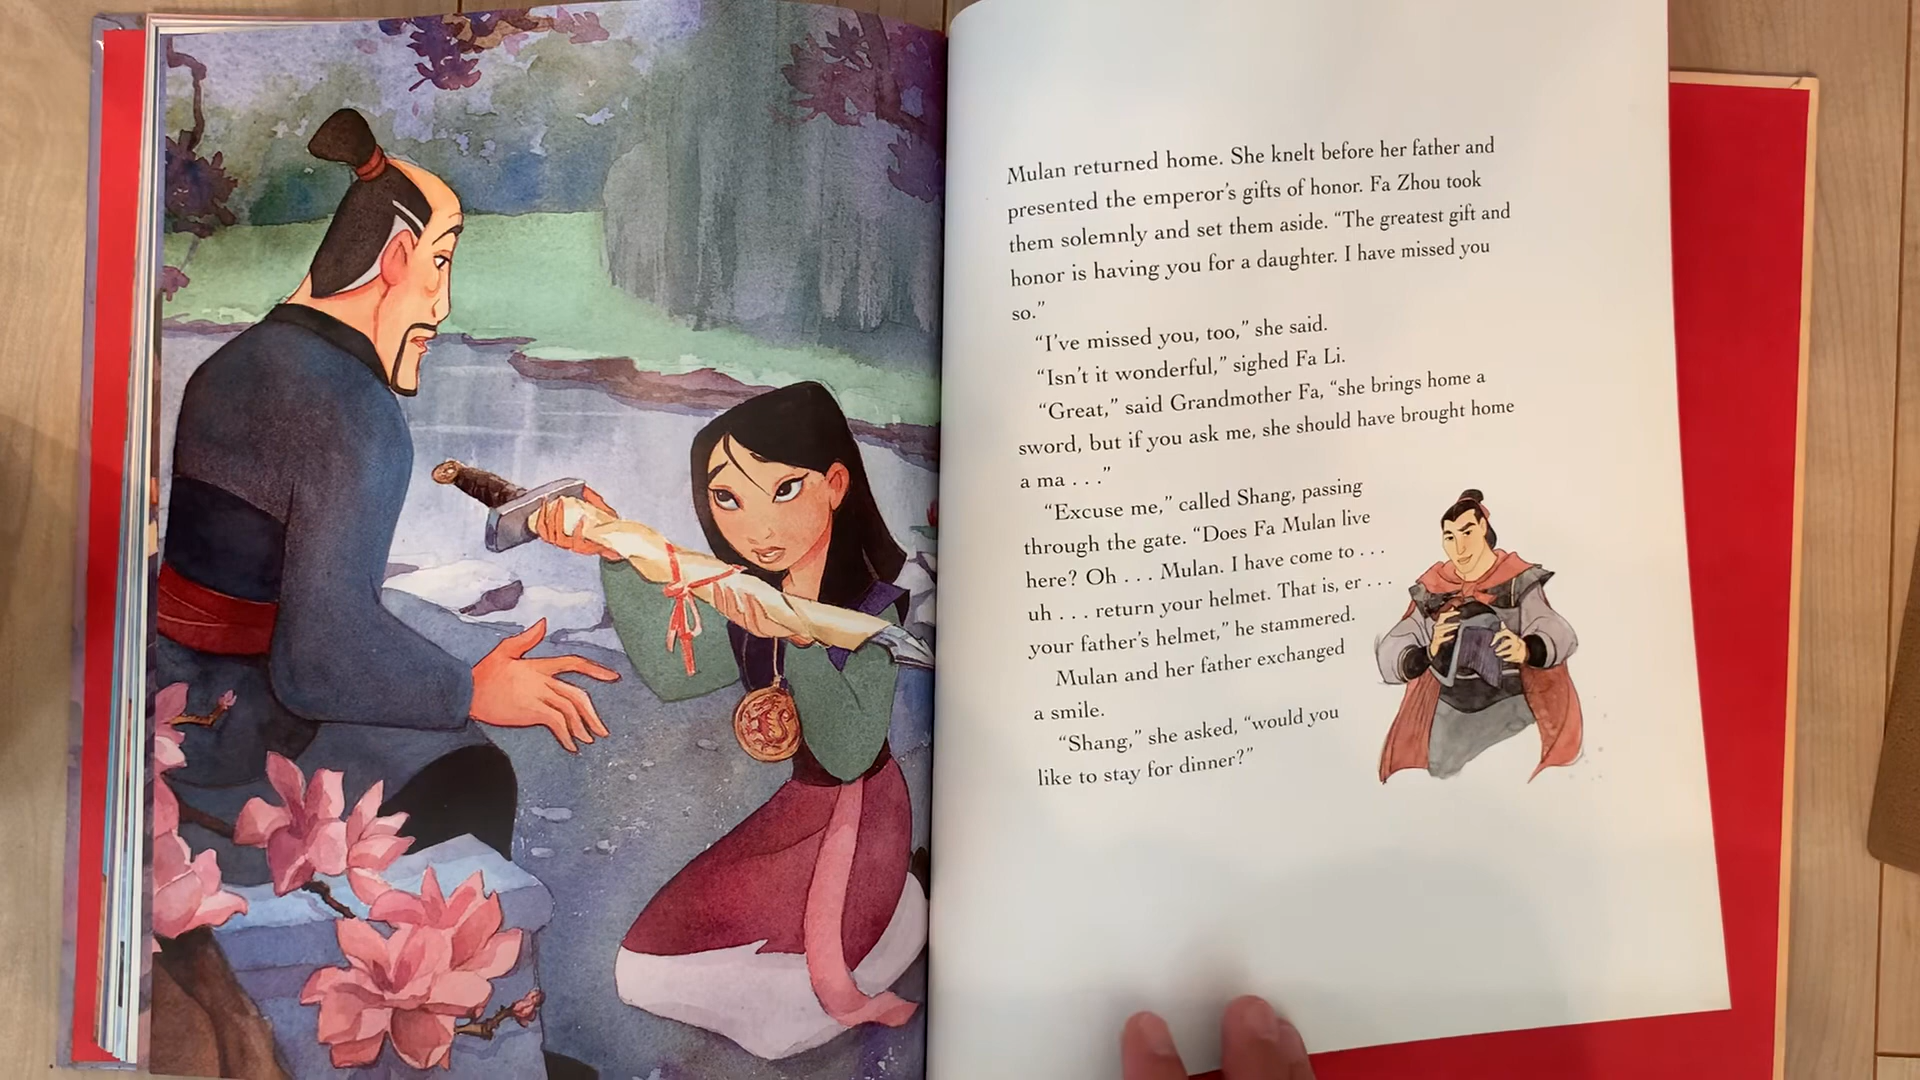 Mulan returned home. She knelt before her father and
presented the emperor's gifts of honor. Fa Zhou took
them solemnly and set them aside. “The greatest gift and
honor is having you for a daughter. I have missed you
so.”
“I've missed you, too,” she said.
“Isn't it wonderful,” sighed Fa Li.
“Great,” said Grandmother Fa, “she brings home a
sword, but if you ask me, she should have brought home
a ma . . .”
“Excuse me,” called Shang, passing
through the gate. “Does Fa Mulan live
here? Oh . . . Mulan. I have come to . . .
uh . . . return your helmet. That is, er . . .
your father's helmet,” he stammered.
Mulan and her father exchanged
a smile.
“Shang,” she asked, “would you
like to stay for dinner?”